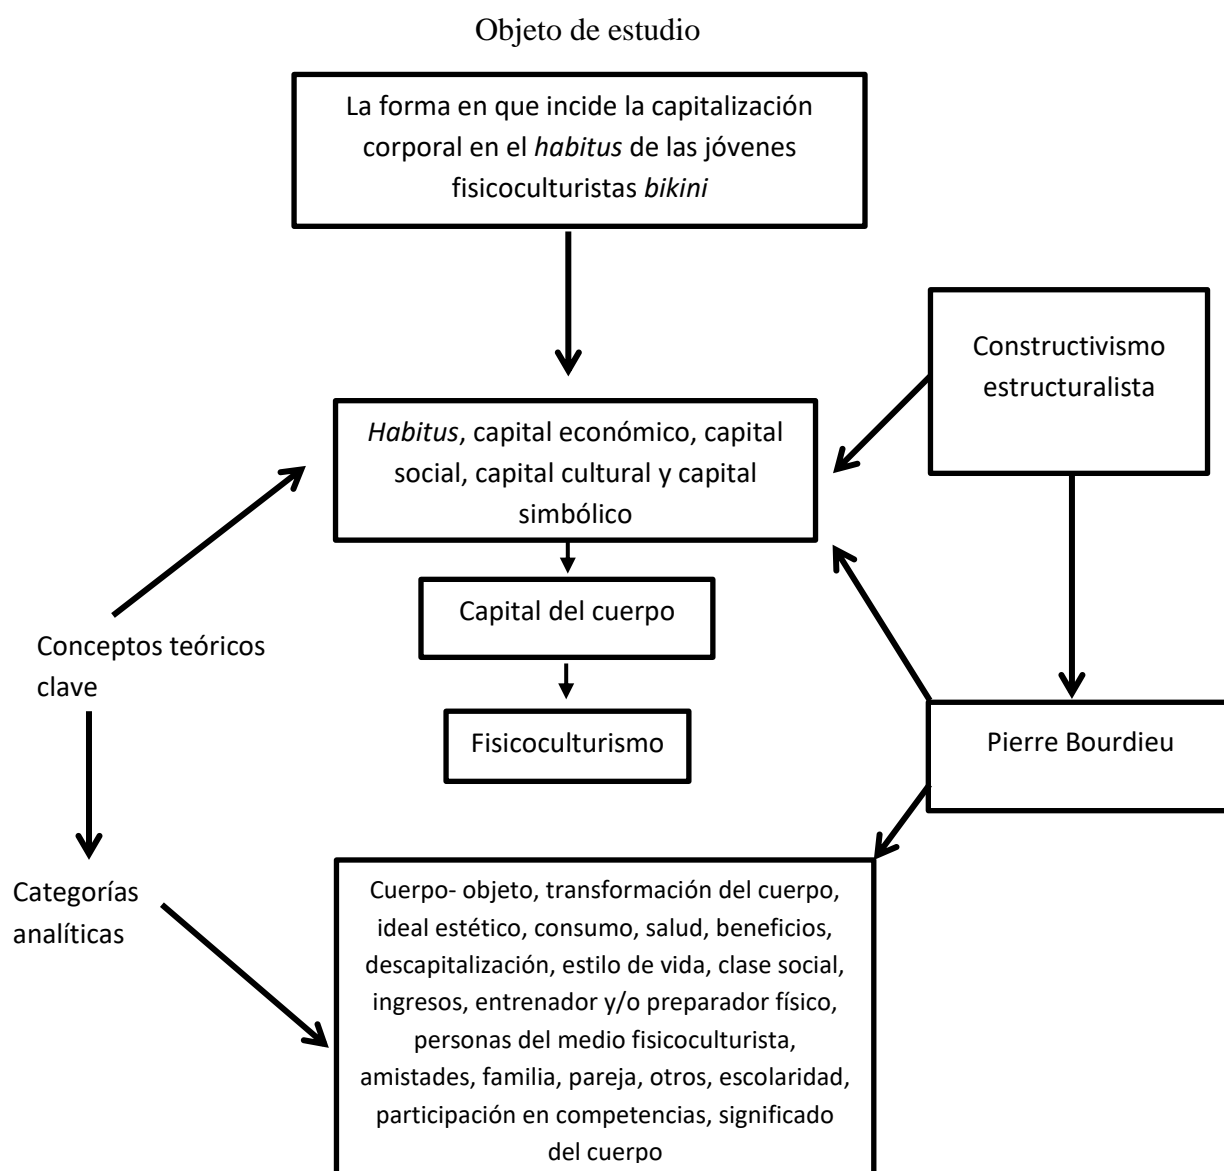 Objeto de estudio
La forma en que incide la capitalización
corporal en el habitus de las jóvenes
fisicoculturistas bikini
Constructivismo
estructuralista
Habitus, capital económico, capital
social, capital cultural y capital
simbólico
Capital del cuerpo
Conceptos teóricos
clave
Fisicoculturismo
Pierre Bourdieu
Categorías
analíticas
Cuerpo- objeto, transformación del cuerpo,
ideal estético, consumo, salud, beneficios,
descapitalización, estilo de vida, clase social,
ingresos, entrenador y/o preparador físico,
personas del medio fisicoculturista,
amistades, familia, pareja, otros, escolaridad,
participación en competencias, significado
del cuerpo